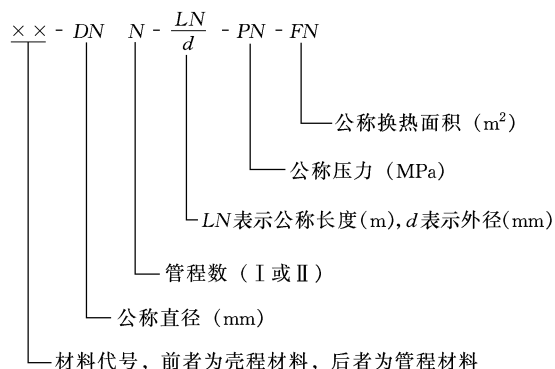 ×× - DN N - LN/d - PN - FN
公称换热面积（m²）
公称压力（MPa）
LN表示公称长度(m)，d表示外径(mm)
管程数（Ⅰ或Ⅱ）
公称直径（mm）
材料代号，前者为壳程材料，后者为管程材料